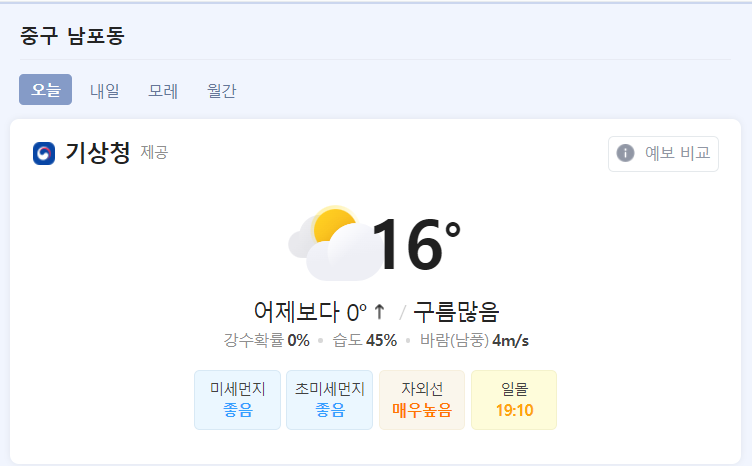 중구 남포동
오늘 내일 모레 월간
기상청 제공 예보 비교
16°
어제보다 0° ↑ / 구름많음
강수확률 0% • 습도 45% • 바람(남풍) 4m/s
미세먼지 초미세먼지 자외선 일몰
좋음 좋음 매우높음 19:10